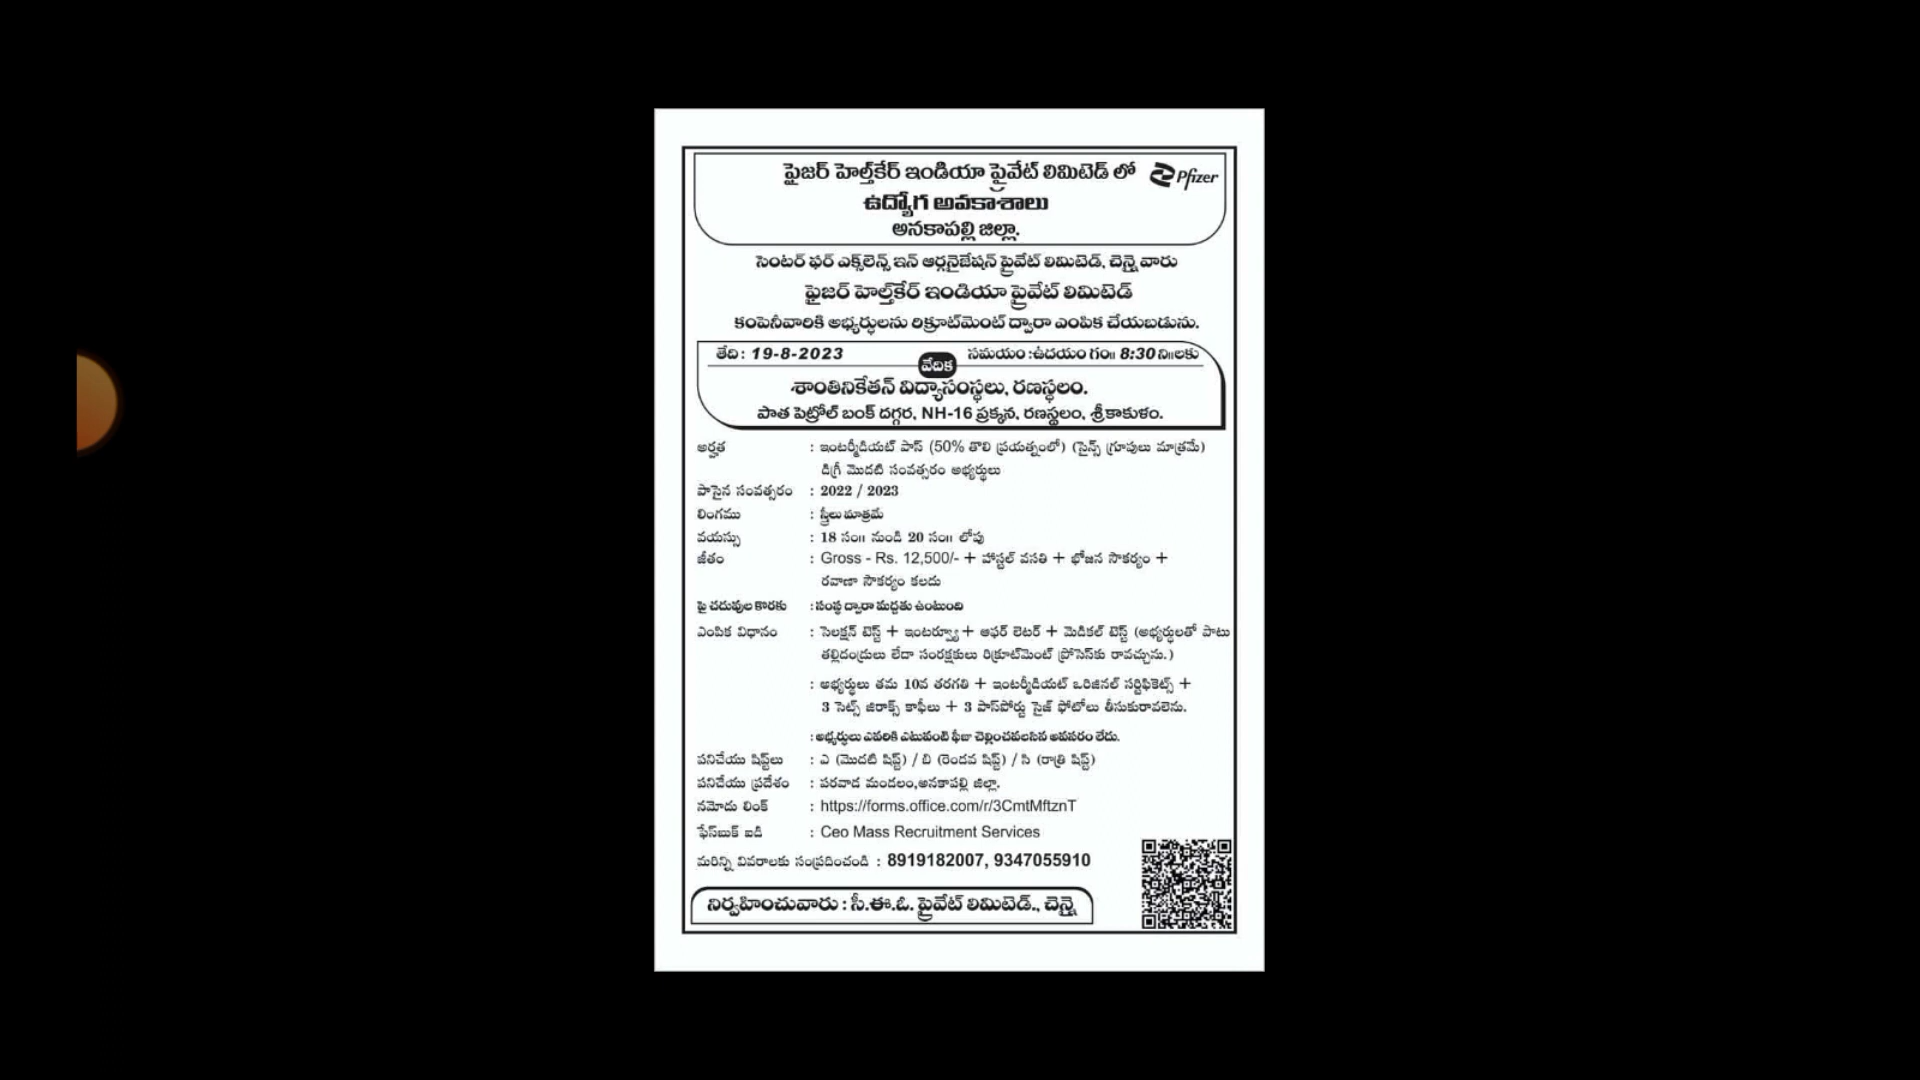 ఫైజర్ హెల్త్‌కేర్ ఇండియా ప్రైవేట్ లిమిటెడ్ లో
Pfizer
ఉద్యోగ అవకాశాలు
అనకాపల్లి జిల్లా.
సెంటర్ ఫర్ ఎక్స్‌లెన్స్ ఇన్ ఆర్గనైజేషన్ ప్రైవేట్ లిమిటెడ్, చెన్నై వారు
ఫైజర్ హెల్త్‌కేర్ ఇండియా ప్రైవేట్ లిమిటెడ్
కంపెనీవారికి అభ్యర్థులను రిక్రూట్‌మెంట్ ద్వారా ఎంపిక చేయబడును.
తేది : 19-8-2023 సమయం :ఉదయం గం॥ 8:30 ని॥లకు
వేదిక
శాంతినికేతన్ విద్యాసంస్థలు, రణస్థలం.
పాత పెట్రోల్ బంక్ దగ్గర, NH-16 ప్రక్కన, రణస్థలం, శ్రీకాకుళం.
అర్హత : ఇంటర్మీడియట్ పాస్ (50% తొలి ప్రయత్నంలో) (సైన్స్ గ్రూపులు మాత్రమే)
డిగ్రీ మొదటి సంవత్సరం అభ్యర్థులు
పాసైన సంవత్సరం : 2022 / 2023
లింగము : స్త్రీలు మాత్రమే
వయస్సు : 18 సం॥ నుండి 20 సం॥ లోపు
జీతం : Gross - Rs. 12,500/- + హాస్టల్ వసతి + భోజన సౌకర్యం +
రవాణా సౌకర్యం కలదు
పై చదువుల కొరకు : సంస్థ ద్వారా మద్దతు ఉంటుంది
ఎంపిక విధానం : సెలక్షన్ టెస్ట్ + ఇంటర్వ్యూ + ఆఫర్ లెటర్ + మెడికల్ టెస్ట్ (అభ్యర్థులతో పాటు
తల్లిదండ్రులు లేదా సంరక్షకులు రిక్రూట్‌మెంట్ ప్రోసెస్‌కు రావచ్చును.)
: అభ్యర్థులు తమ 10వ తరగతి + ఇంటర్మీడియట్ ఒరిజినల్ సర్టిఫికెట్స్ +
3 సెట్స్ జిరాక్స్ కాఫీలు + 3 పాస్‌పోర్టు సైజ్ ఫోటోలు తీసుకురావలెను.
: అభ్యర్థులు ఎవరికి ఎటువంటి ఫీజు చెల్లించవలసిన అవసరం లేదు.
పనిచేయు షిఫ్ట్‌లు : ఎ (మొదటి షిఫ్ట్) / బి (రెండవ షిఫ్ట్) / సి (రాత్రి షిఫ్ట్)
పనిచేయు ప్రదేశం : పరవాడ మండలం,అనకాపల్లి జిల్లా.
నమోదు లింక్ : https://forms.office.com/r/3CmtMftznT
ఫేస్‌బుక్ ఐడి : Ceo Mass Recruitment Services
మరిన్ని వివరాలకు సంప్రదించండి : 8919182007, 9347055910
నిర్వహించువారు : సీ.ఈ.ఓ. ప్రైవేట్ లిమిటెడ్., చెన్నై